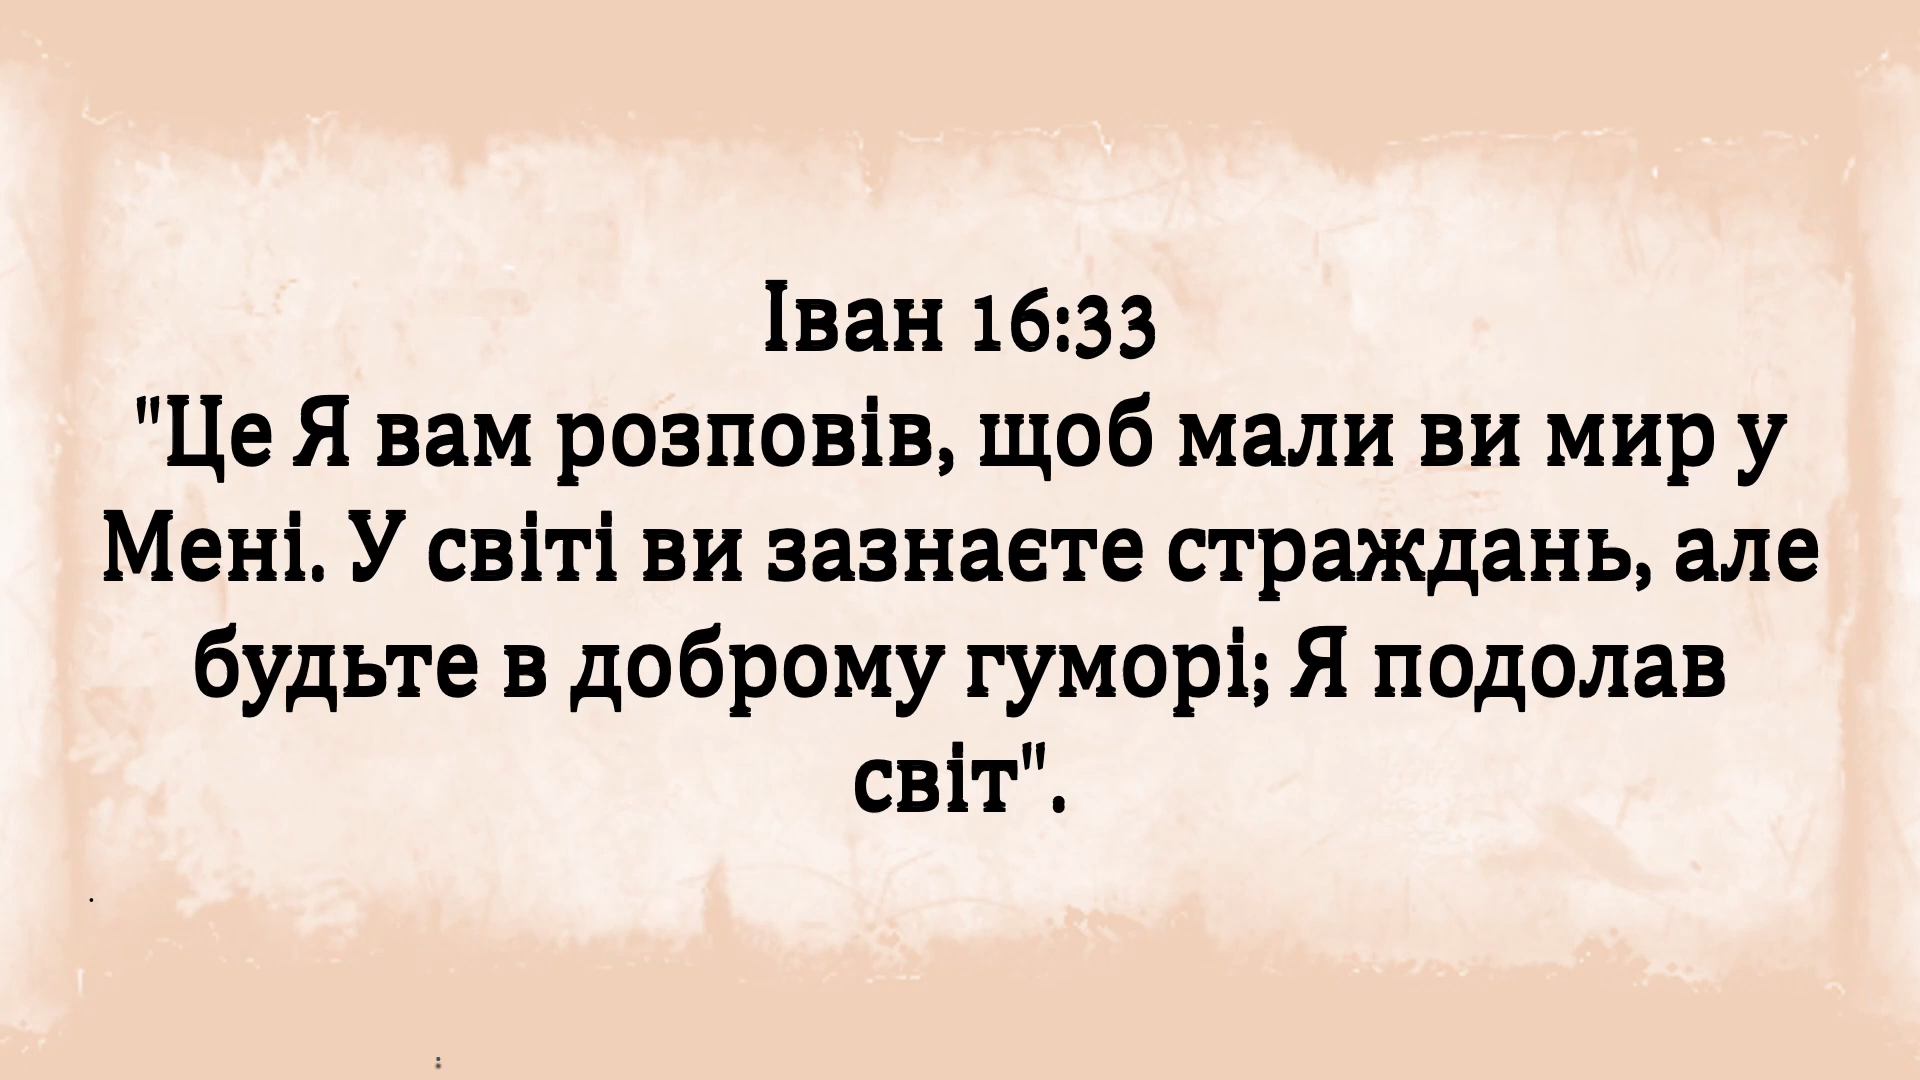 Іван 16:33
"Це Я вам розповів, щоб мали ви мир у
Мені. У світі ви зазнаєте страждань, але
будьте в доброму гуморі; Я подолав
світ".
.
: